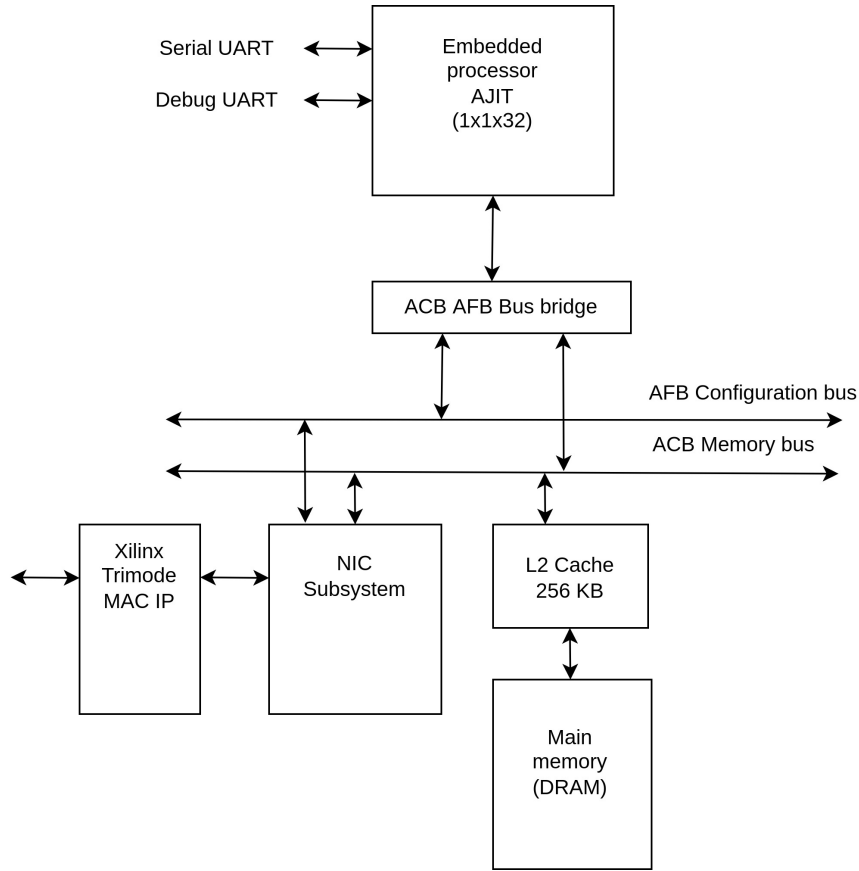 Serial UART
Debug UART
Embedded
processor
AJIT
(1x1x32)
ACB AFB Bus bridge
AFB Configuration bus
ACB Memory bus
Xilinx
Trimode
MAC IP
NIC
Subsystem
L2 Cache
256 KB
Main
memory
(DRAM)